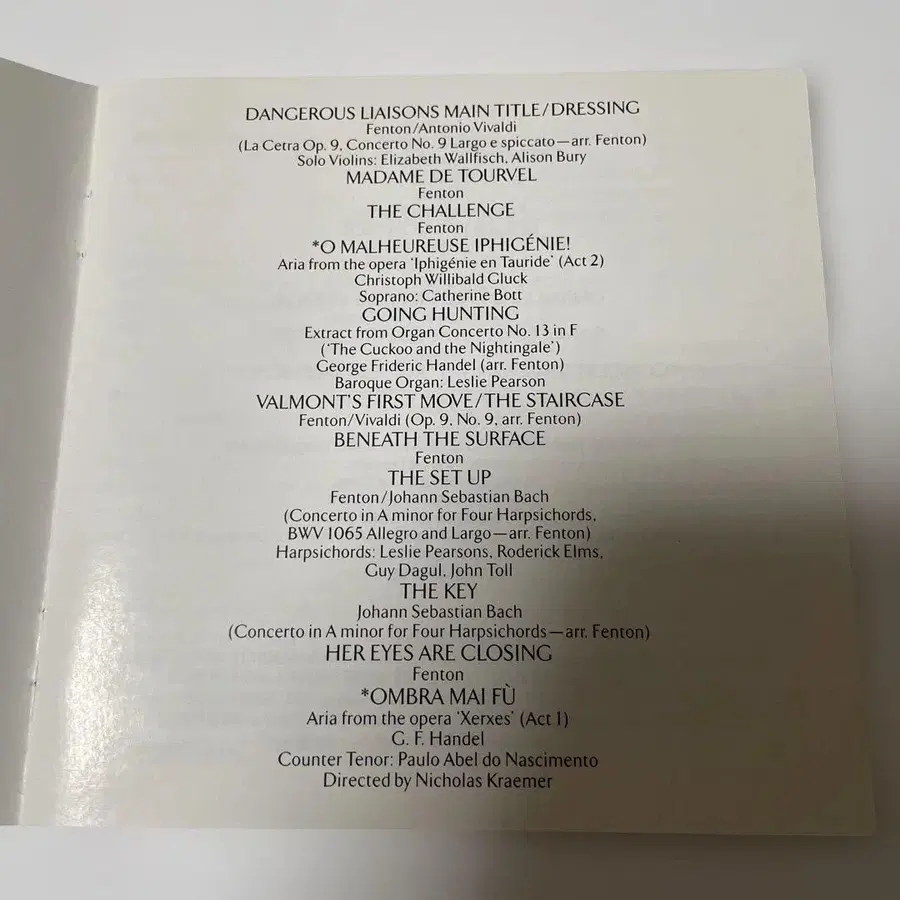 DANGEROUS LIAISONS MAIN TITLE/DRESSING
Fenton/Antonio Vivaldi
(La Cetra Op. 9, Concerto No. 9 Largo e spiccato—arr. Fenton)
Solo Violins: Elizabeth Wallfisch, Alison Bury
MADAME DE TOURVEL
Fenton
THE CHALLENGE
Fenton
*O MALHEUREUSE IPHIGÉNIE!
Aria from the opera ‘Iphigénie en Tauride’ (Act 2)
Christoph Willibald Gluck
Soprano: Catherine Bott
GOING HUNTING
Extract from Organ Concerto No. 13 in F
(‘The Cuckoo and the Nightingale’)
George Frideric Handel (arr. Fenton)
Baroque Organ: Leslie Pearson
VALMONT'S FIRST MOVE/THE STAIRCASE
Fenton/Vivaldi (Op. 9, No. 9, arr. Fenton)
BENEATH THE SURFACE
Fenton
THE SET UP
Fenton/Johann Sebastian Bach
(Concerto in A minor for Four Harpsichords,
BWV 1065 Allegro and Largo—arr. Fenton)
Harpsichords: Leslie Pearsons, Roderick Elms,
Guy Dagul, John Toll
THE KEY
Johann Sebastian Bach
(Concerto in A minor for Four Harpsichords—arr. Fenton)
HER EYES ARE CLOSING
Fenton
*OMBRA MAI FÙ
Aria from the opera ‘Xerxes’ (Act 1)
G. F. Handel
Counter Tenor: Paulo Abel do Nascimento
Directed by Nicholas Kraemer